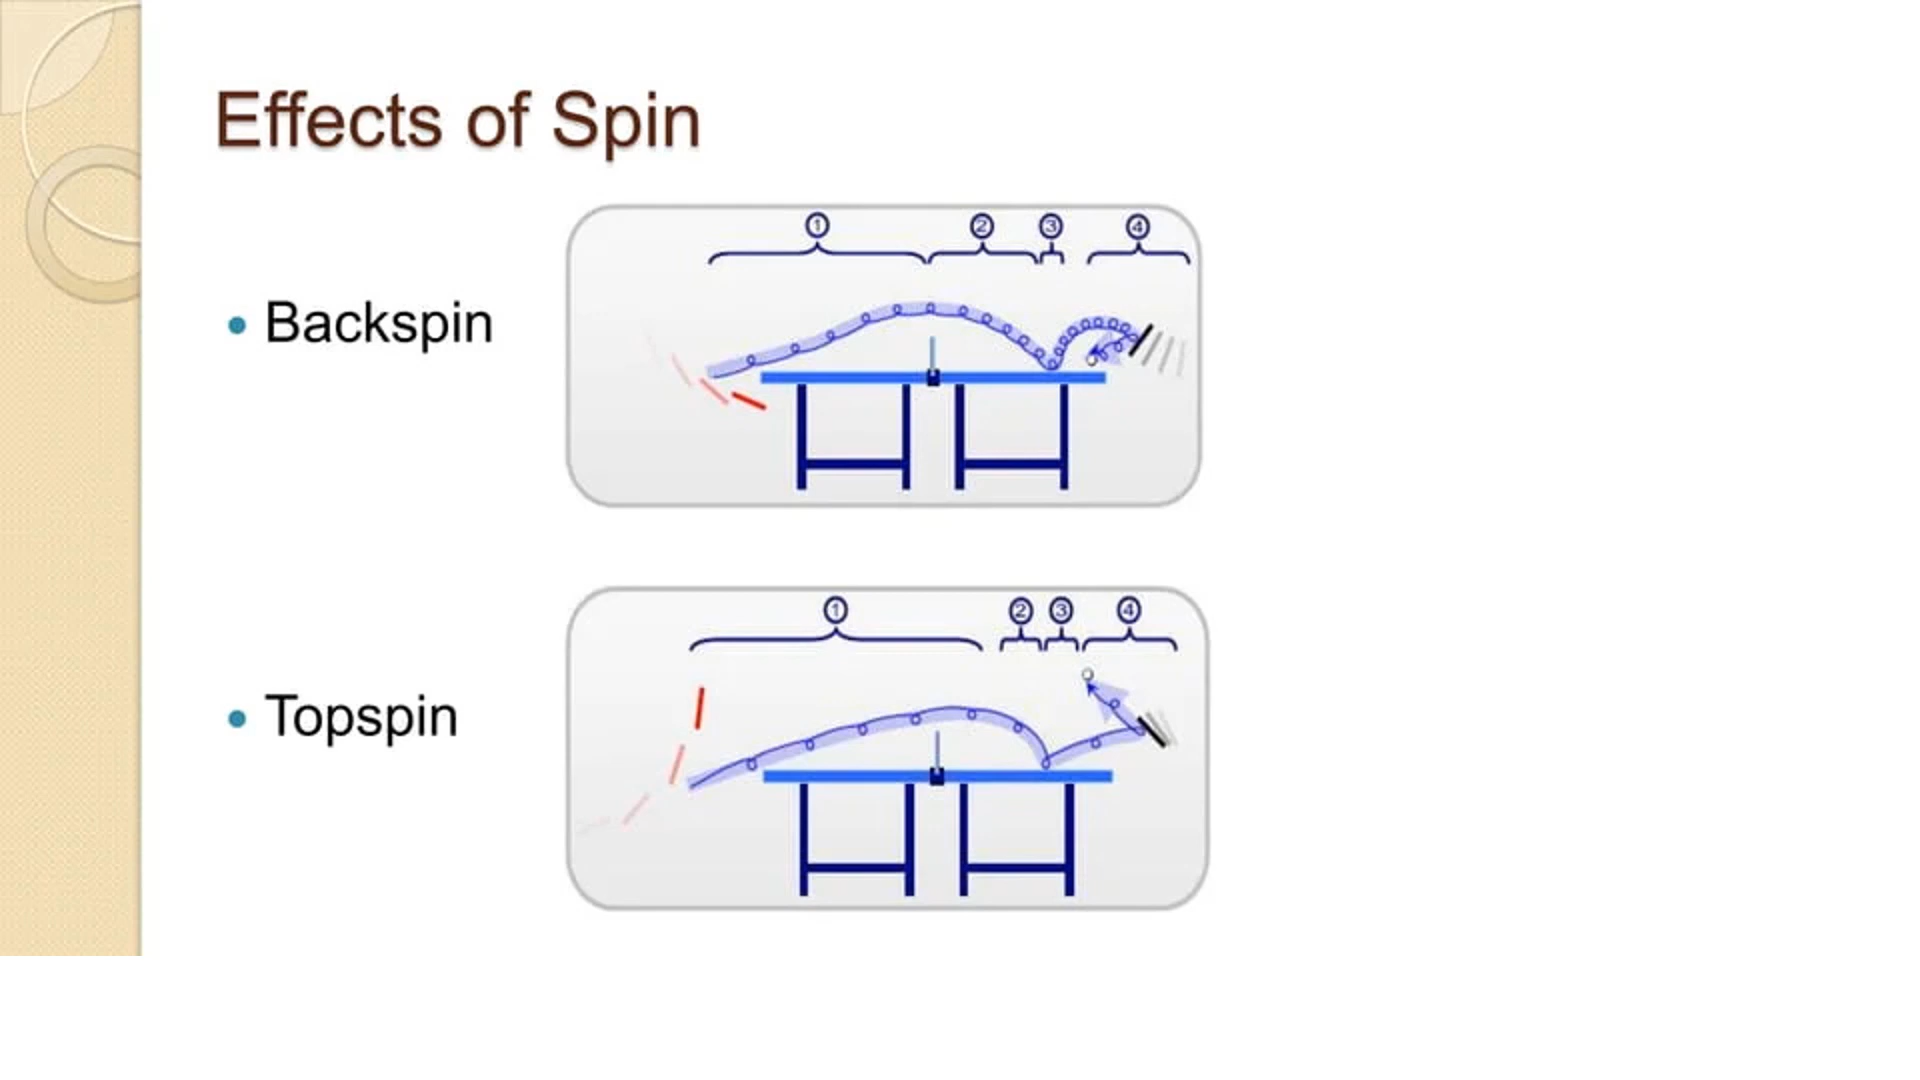 Effects of Spin
① ② ③ ④
• Backspin
① ② ③ ④
• Topspin